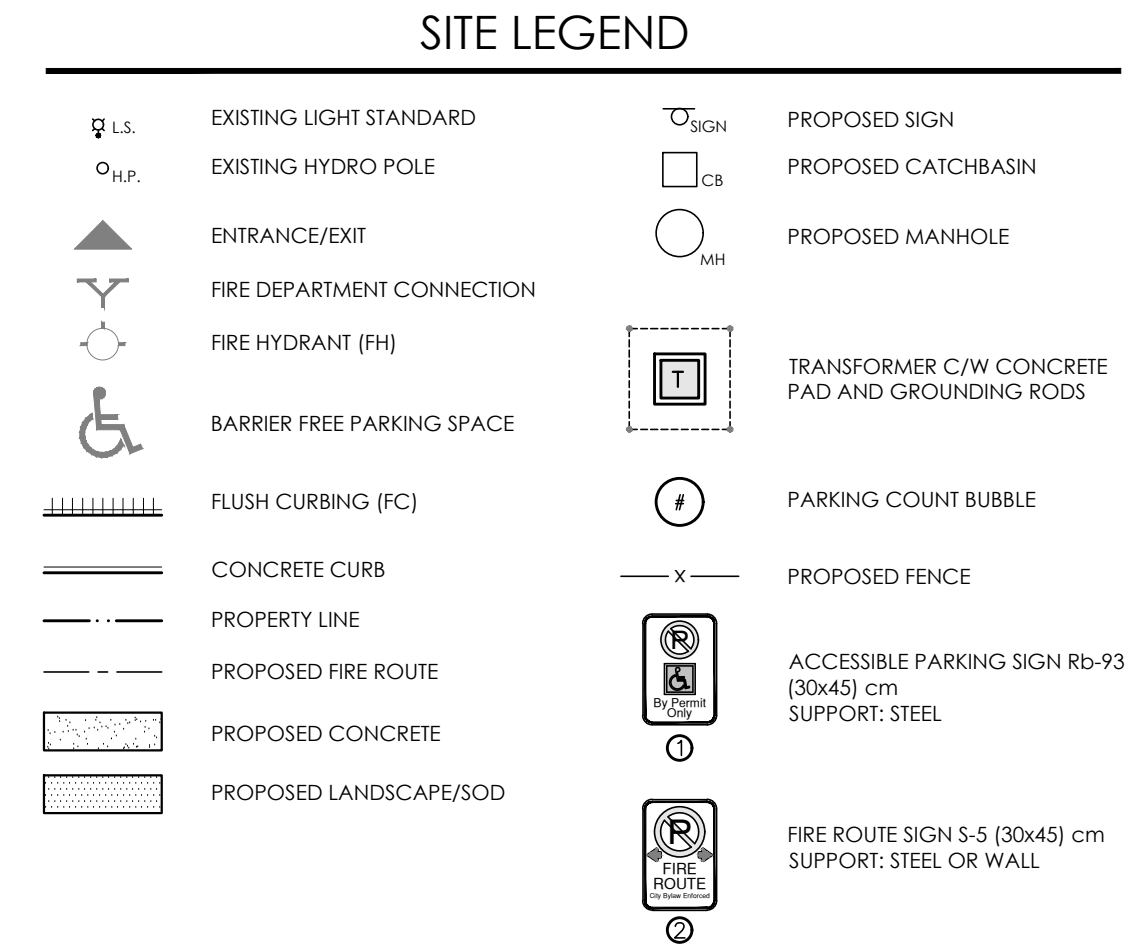 SITE LEGEND
L.S. EXISTING LIGHT STANDARD
H.P. EXISTING HYDRO POLE
ENTRANCE/EXIT
FIRE DEPARTMENT CONNECTION
FIRE HYDRANT (FH)
BARRIER FREE PARKING SPACE
FLUSH CURBING (FC)
CONCRETE CURB
PROPERTY LINE
PROPOSED FIRE ROUTE
PROPOSED CONCRETE
PROPOSED LANDSCAPE/SOD
SIGN PROPOSED SIGN
CB PROPOSED CATCHBASIN
MH PROPOSED MANHOLE
T
TRANSFORMER C/W CONCRETE
PAD AND GROUNDING RODS
# PARKING COUNT BUBBLE
X PROPOSED FENCE
P
By Permit
Only
1
ACCESSIBLE PARKING SIGN Rb-93
(30x45) cm
SUPPORT: STEEL
P
FIRE
ROUTE
City Bylaw Enforced
2
FIRE ROUTE SIGN S-5 (30x45) cm
SUPPORT: STEEL OR WALL